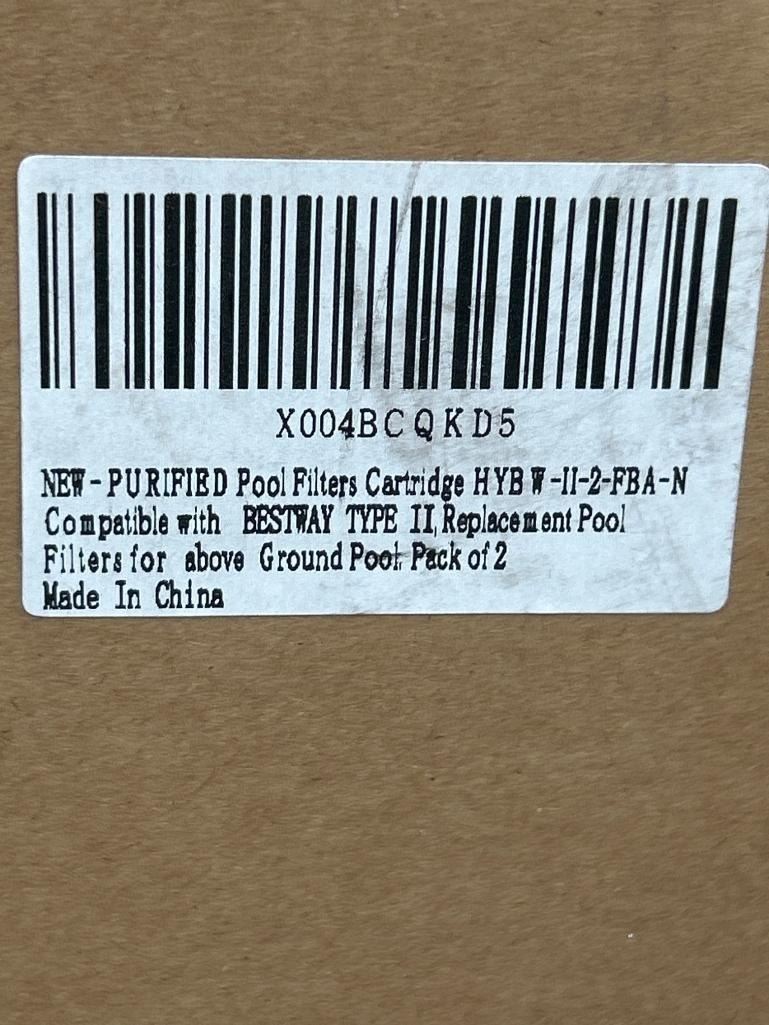 X004BCQKD5
NEW-PURIFIED Pool Filters Cartridge HYBW-II-2-FBA-N
Compatible with BESTWAY TYPE II, Replacement Pool
Filters for above Ground Pool. Pack of 2
Made In China